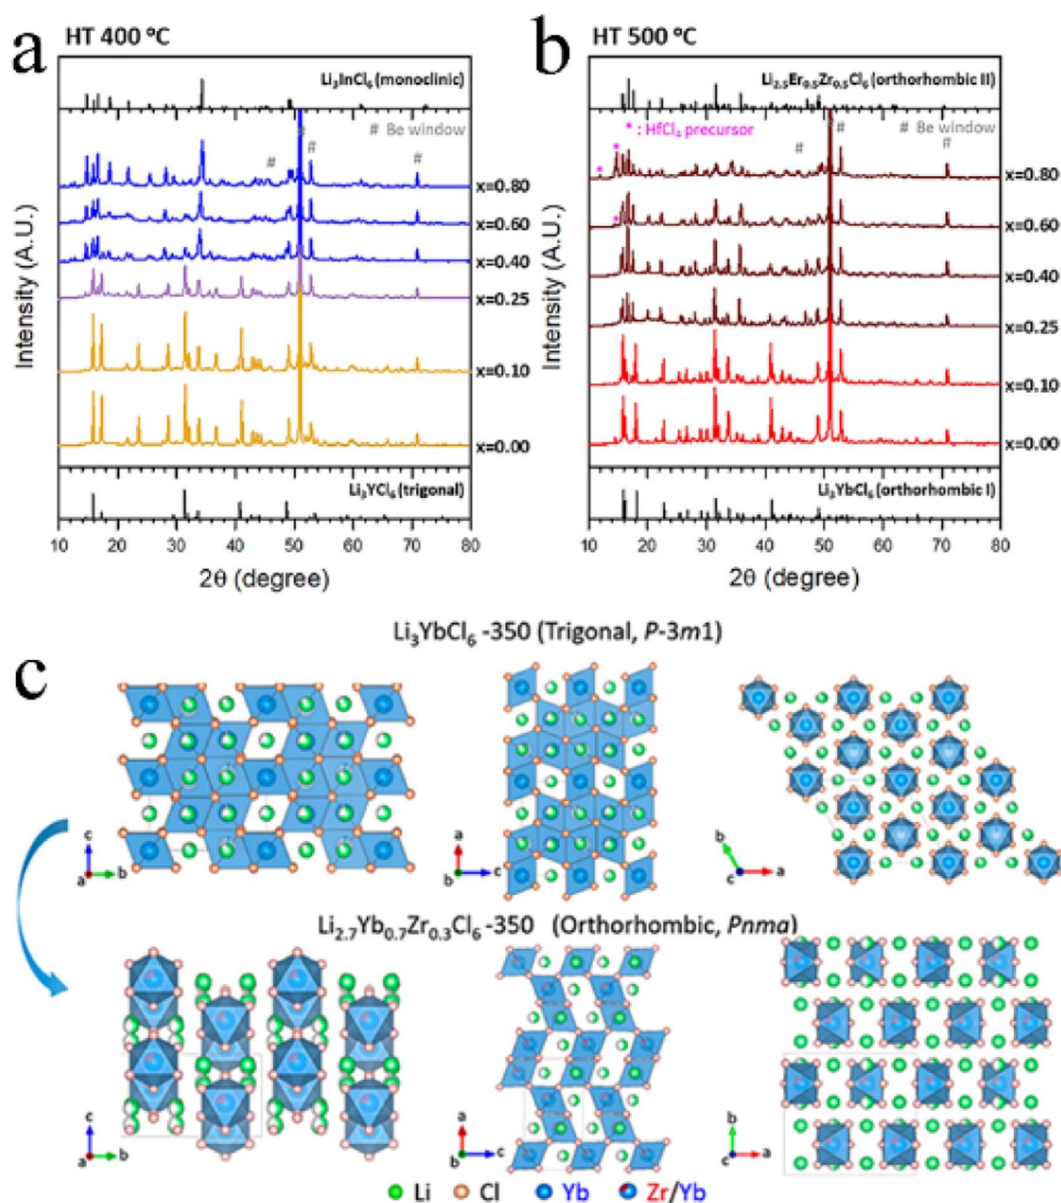 a HT 400 °C
Li₃InCl₆ (monoclinic)
# Be window
#
#
#
#
x=0.80
x=0.60
x=0.40
x=0.25
x=0.10
x=0.00
Intensity (A.U.)
Li₃YCl₆ (trigonal)
10 20 30 40 50 60 70 80
2θ (degree)
b HT 500 °C
Li₂.₅Er₀.₅Zr₀.₅Cl₆ (orthorhombic II)
* : HfCl₄ precursor
# Be window
#
#
#
#
*
*
*
x=0.80
x=0.60
x=0.40
x=0.25
x=0.10
x=0.00
Intensity (A.U.)
Li₃YbCl₆ (orthorhombic I)
10 20 30 40 50 60 70 80
2θ (degree)
Li₃YbCl₆ -350 (Trigonal, P-3m1)
c
c
a b
a
b c
b
c a
Li₂.₇Yb₀.₇Zr₀.₃Cl₆ -350 (Orthorhombic, Pnma)
c
a b
a
b c
b
c a
Li Cl Yb Zr/Yb